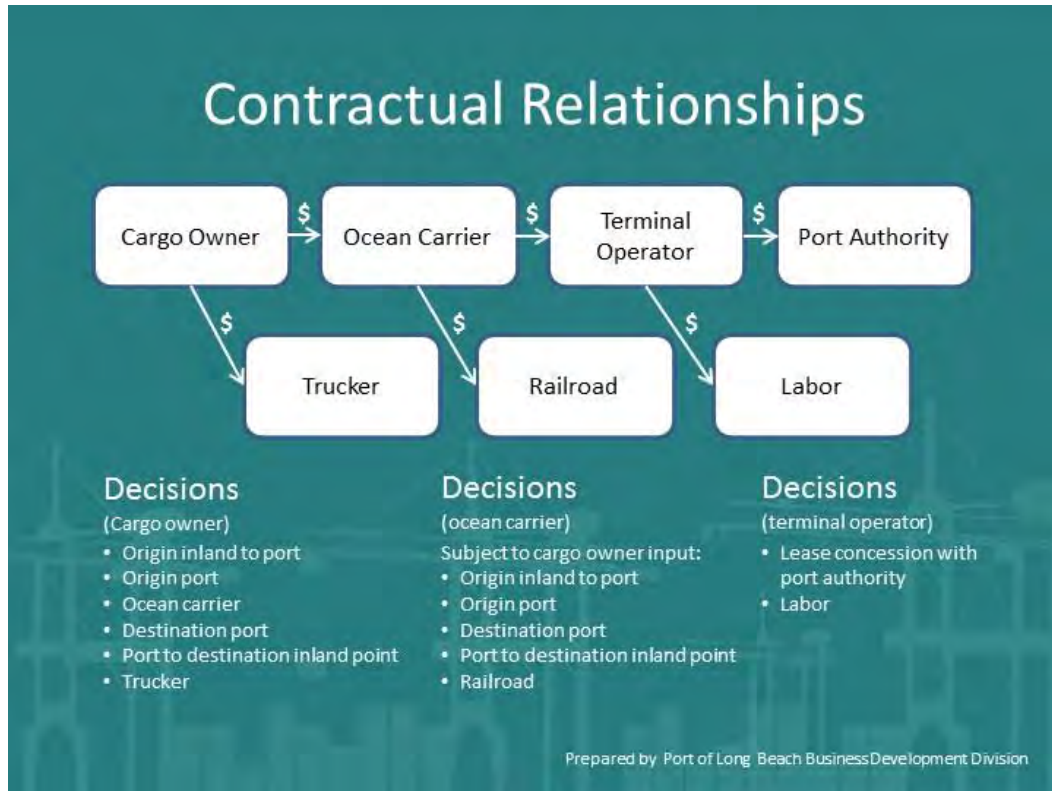 Contractual Relationships
Cargo Owner
$
Ocean Carrier
$
Terminal
Operator
$
Port Authority
$
Trucker
$
Railroad
$
Labor
Decisions
(Cargo owner)
• Origin inland to port
• Origin port
• Ocean carrier
• Destination port
• Port to destination inland point
• Trucker
Decisions
(ocean carrier)
Subject to cargo owner input:
• Origin inland to port
• Origin port
• Destination port
• Port to destination inland point
• Railroad
Decisions
(terminal operator)
• Lease concession with
port authority
• Labor
Prepared by Port of Long Beach BusinessDevelopment Division